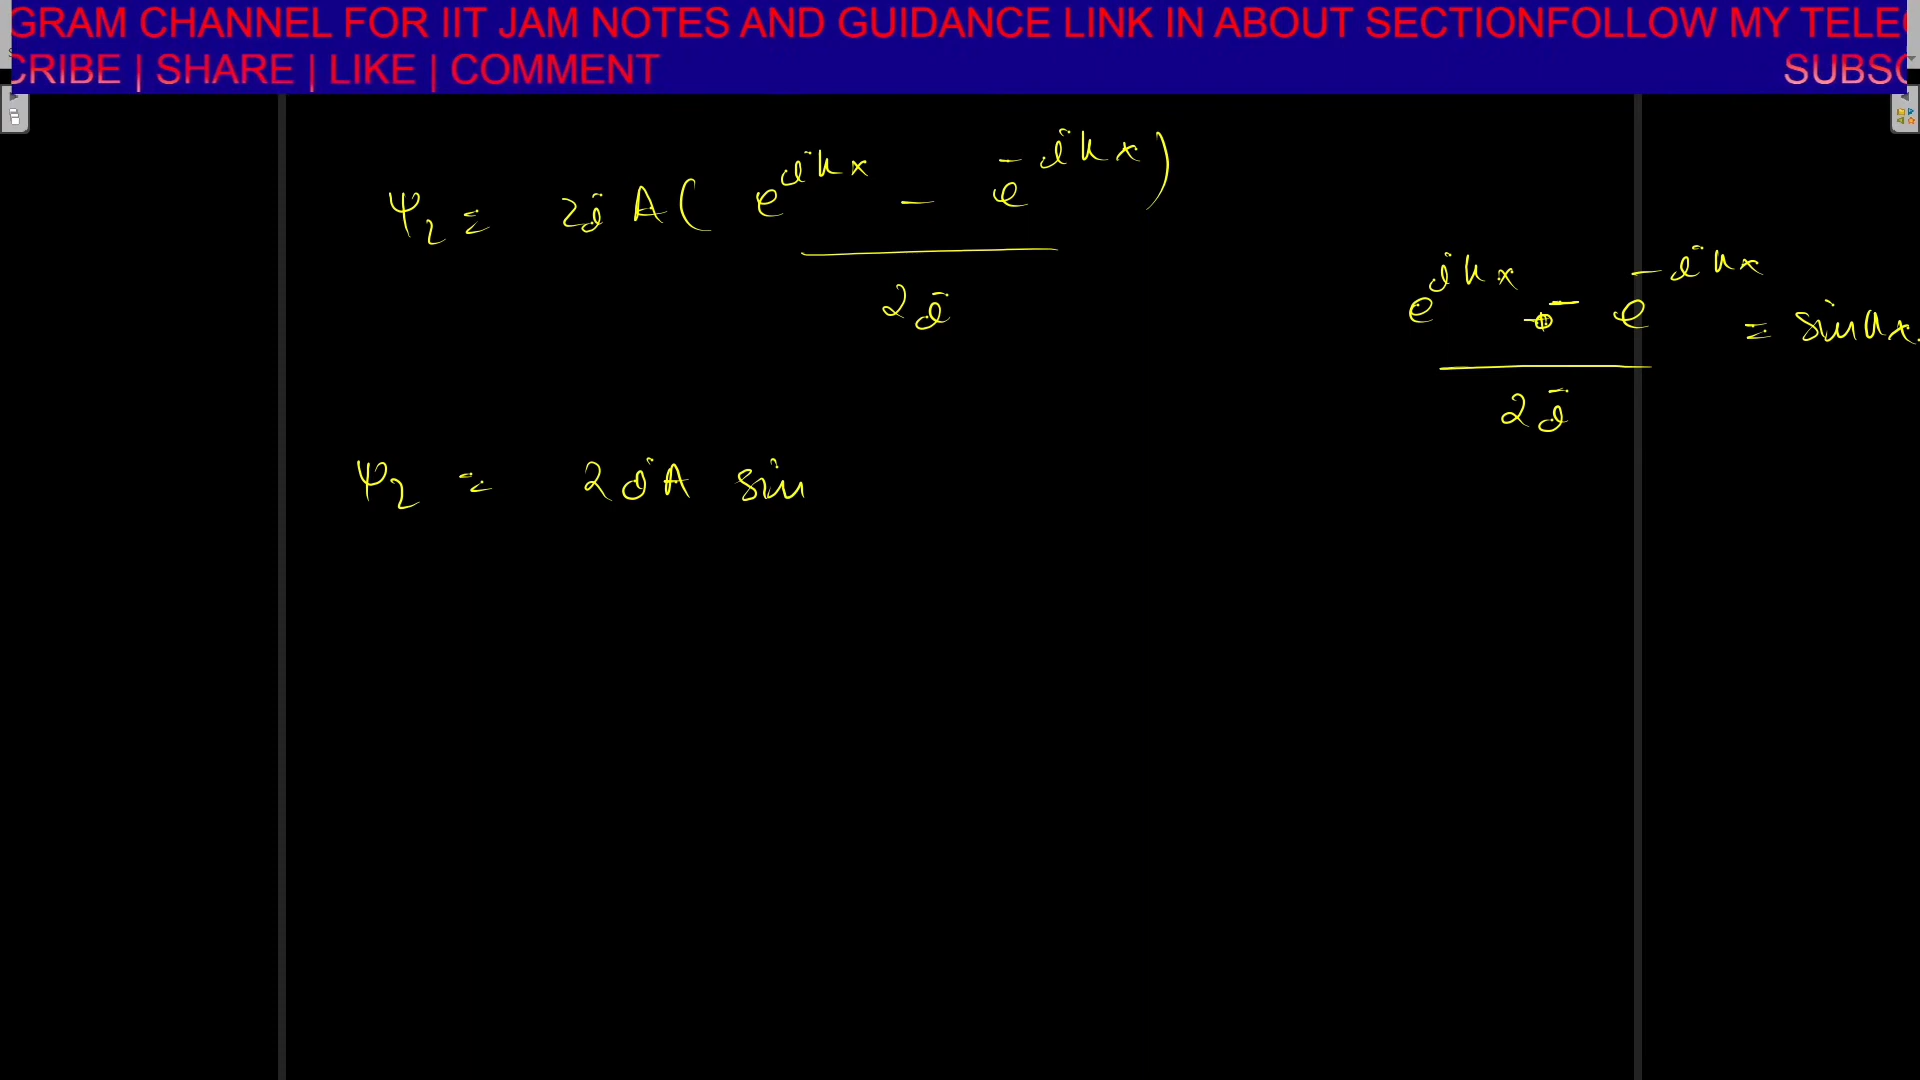 GRAM CHANNEL FOR IIT JAM NOTES AND GUIDANCE LINK IN ABOUT SECTIONFOLLOW MY TELE
CRIBE | SHARE | LIKE | COMMENT SUBSC
ψ₂ = 2i A( e^{ikx} - e^{-ikx} )
2i
e^{ikx} - e^{-ikx} = sin kx.
2i
ψ₂ = 2iA sin